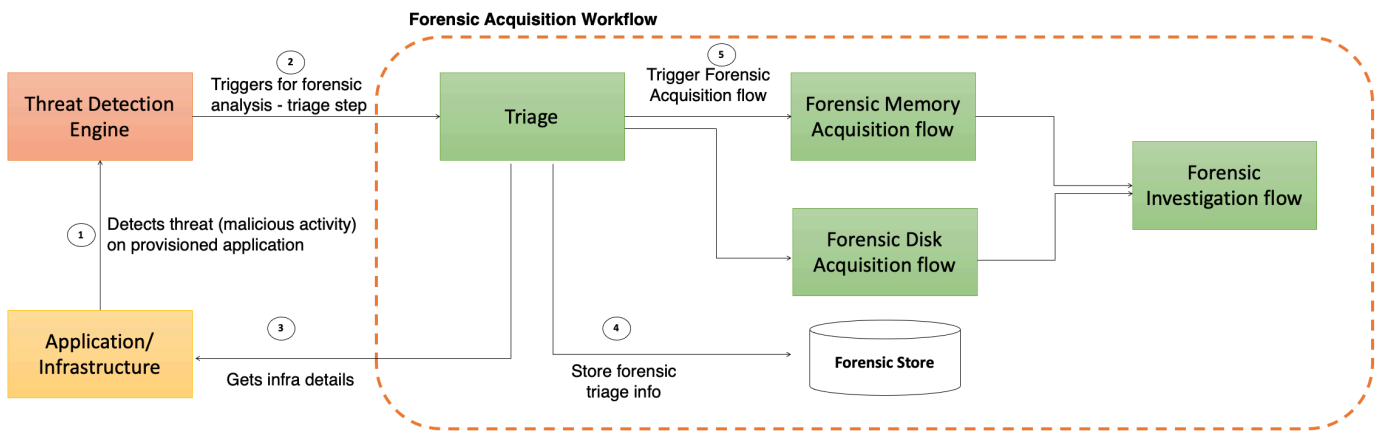 Forensic Acquisition Workflow
2
Triggers for forensic
analysis - triage step
5
Trigger Forensic
Acquisition flow
Threat Detection
Engine
Triage
Forensic Memory
Acquisition flow
Forensic
Investigation flow
1
Detects threat (malicious activity)
on provisioned application
Forensic Disk
Acquisition flow
Application/
Infrastructure
3
Gets infra details
4
Store forensic
triage info
Forensic Store